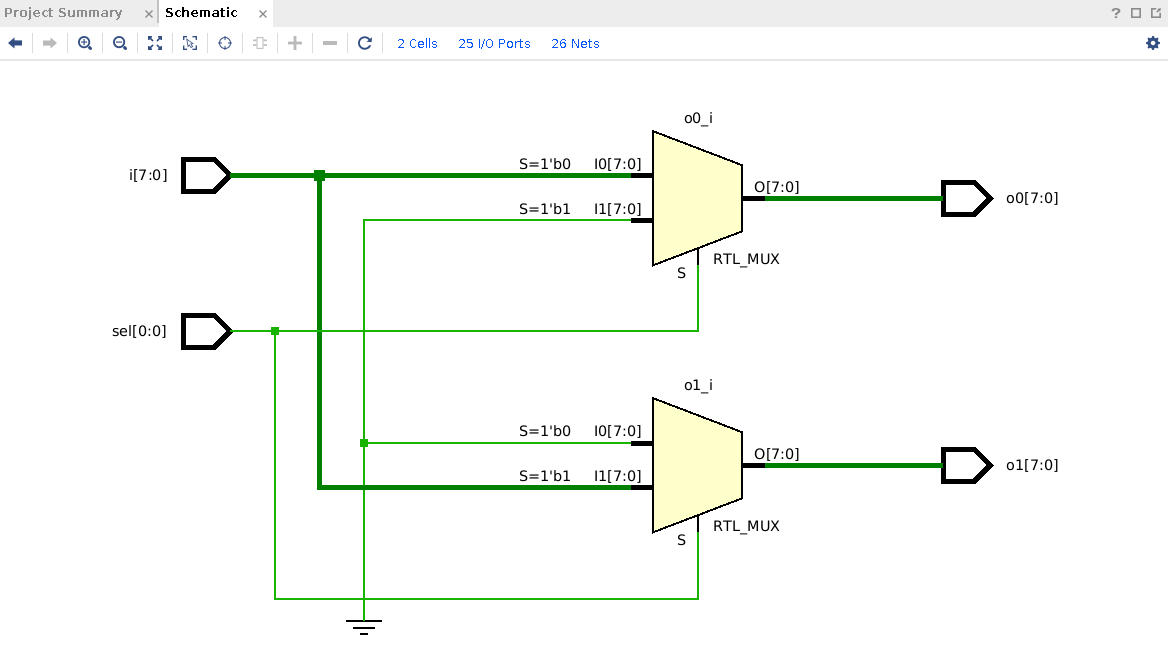 Project Summary × Schematic × ?
2 Cells 25 I/O Ports 26 Nets
o0_i
S=1'b0 I0[7:0]
i[7:0]
O[7:0]
o0[7:0]
S=1'b1 I1[7:0]
RTL_MUX
S
sel[0:0]
o1_i
S=1'b0 I0[7:0]
O[7:0]
o1[7:0]
S=1'b1 I1[7:0]
RTL_MUX
S